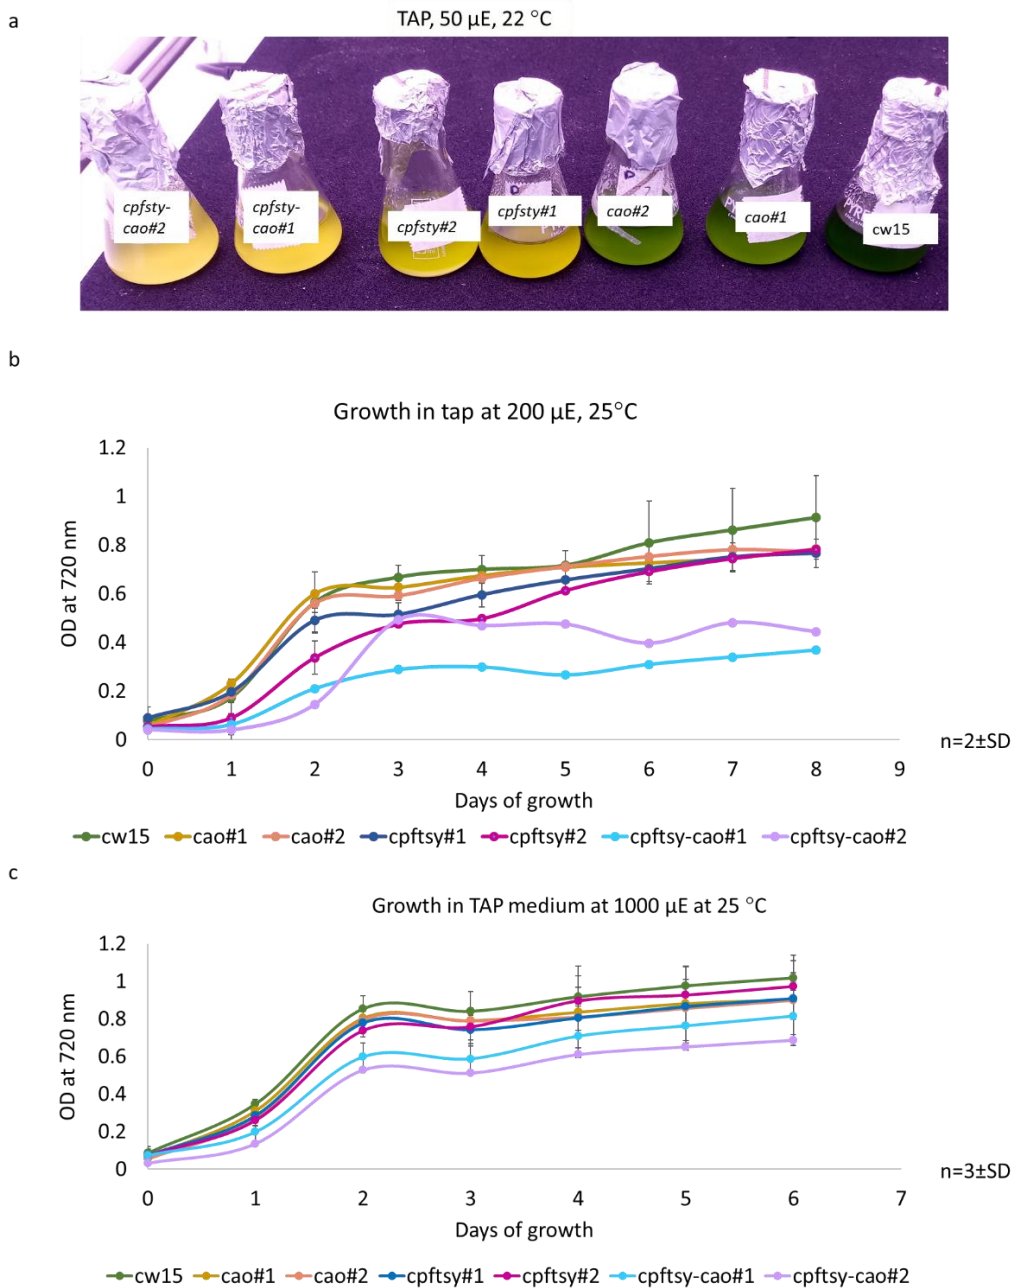 a
TAP, 50 µE, 22 °C
cpfsty-
cao#2
cpfsty-
cao#1
cpfsty#2
cpfsty#1
cao#2
cao#1
cw15
b
Growth in tap at 200 µE, 25°C
OD at 720 nm
1.2
1
0.8
0.6
0.4
0.2
0
0 1 2 3 4 5 6 7 8 9
Days of growth
n=2±SD
cw15 cao#1 cao#2 cpftsy#1 cpftsy#2 cpftsy-cao#1 cpftsy-cao#2
c
Growth in TAP medium at 1000 µE at 25 °C
OD at 720 nm
1.2
1
0.8
0.6
0.4
0.2
0
0 1 2 3 4 5 6 7
Days of growth
n=3±SD
cw15 cao#1 cao#2 cpftsy#1 cpftsy#2 cpftsy-cao#1 cpftsy-cao#2